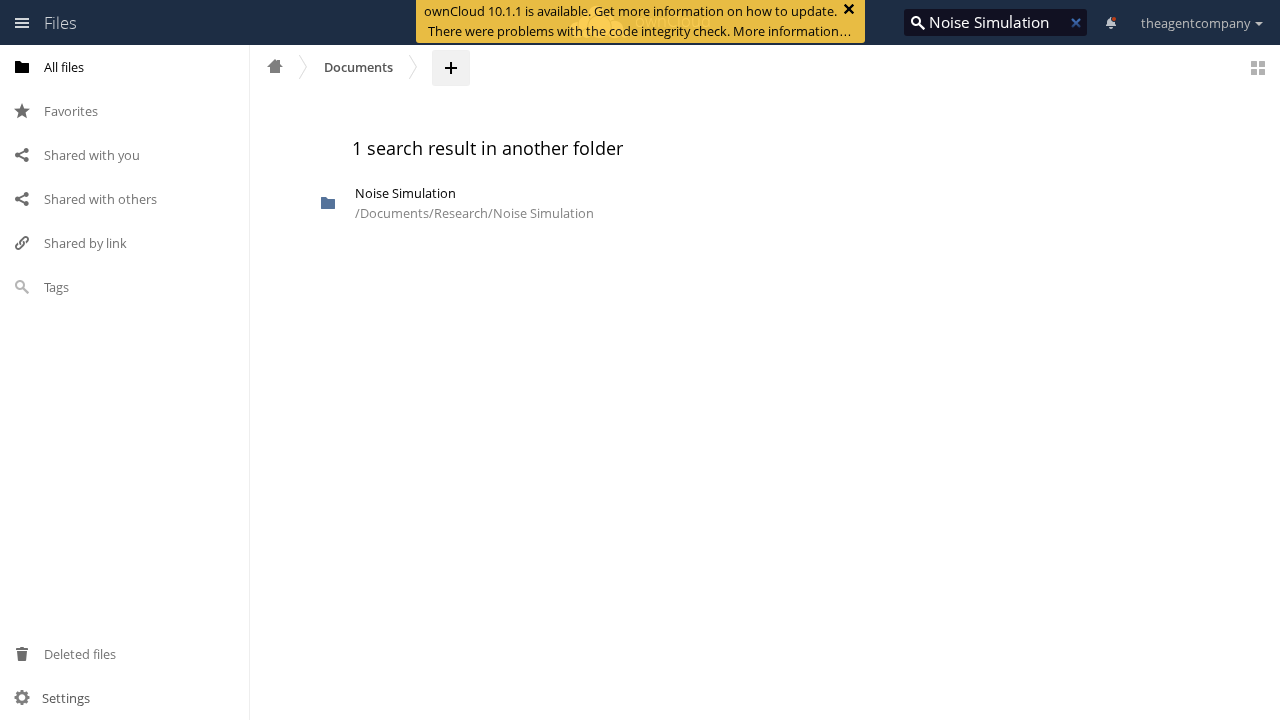 Files
ownCloud 10.1.1 is available. Get more information on how to update.
There were problems with the code integrity check. More information…
ownCloud
Noise Simulation
theagentcompany
All files
Favorites
Shared with you
Shared with others
Shared by link
Tags
Deleted files
Settings
Documents
1 search result in another folder
Noise Simulation
/Documents/Research/Noise Simulation